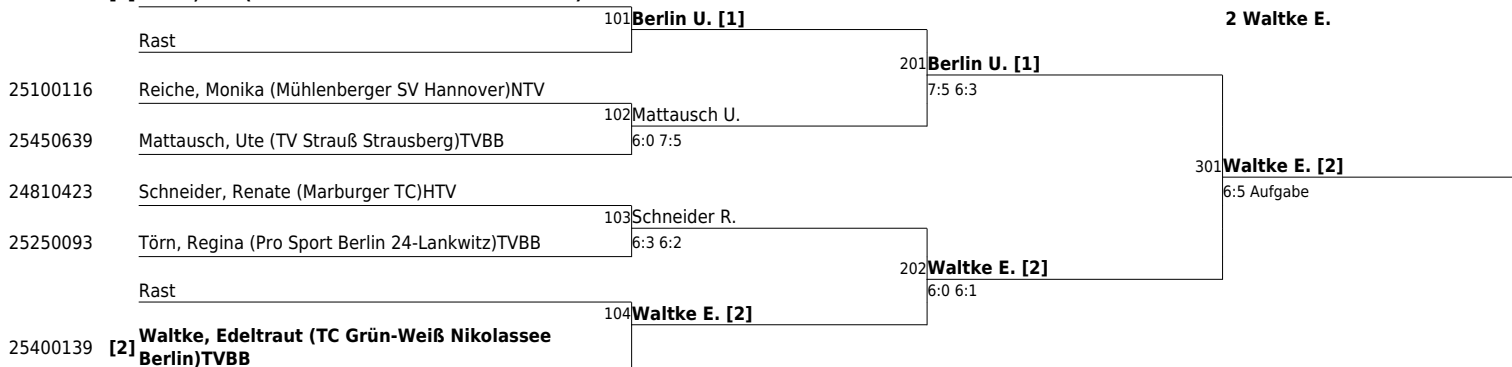 101 Berlin U. [1]
2 Waltke E.
Rast
201 Berlin U. [1]
25100116 Reiche, Monika (Mühlenberger SV Hannover)NTV
7:5 6:3
102 Mattausch U.
25450639 Mattausch, Ute (TV Strauß Strausberg)TVBB
6:0 7:5
301 Waltke E. [2]
24810423 Schneider, Renate (Marburger TC)HTV
6:5 Aufgabe
103 Schneider R.
25250093 Törn, Regina (Pro Sport Berlin 24-Lankwitz)TVBB
6:3 6:2
202 Waltke E. [2]
Rast
6:0 6:1
104 Waltke E. [2]
25400139 [2] Waltke, Edeltraut (TC Grün-Weiß Nikolassee
Berlin)TVBB